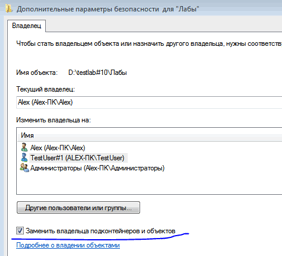 Дополнительные параметры безопасности для "Лабы"
Владелец
Чтобы стать владельцем объекта или назначить другого владельца, нужны соответств
Имя объекта: D:\testlab#10\Лабы
Текущий владелец:
Alex (Alex-ПК\Alex)
Изменить владельца на:
Имя
Alex (Alex-ПК\Alex)
TestUser#1 (ALEX-ПК\TestUser)
Администраторы (Alex-ПК\Администраторы)
Другие пользователи или группы...
Заменить владельца подконтейнеров и объектов
Подробнее о владении объектами